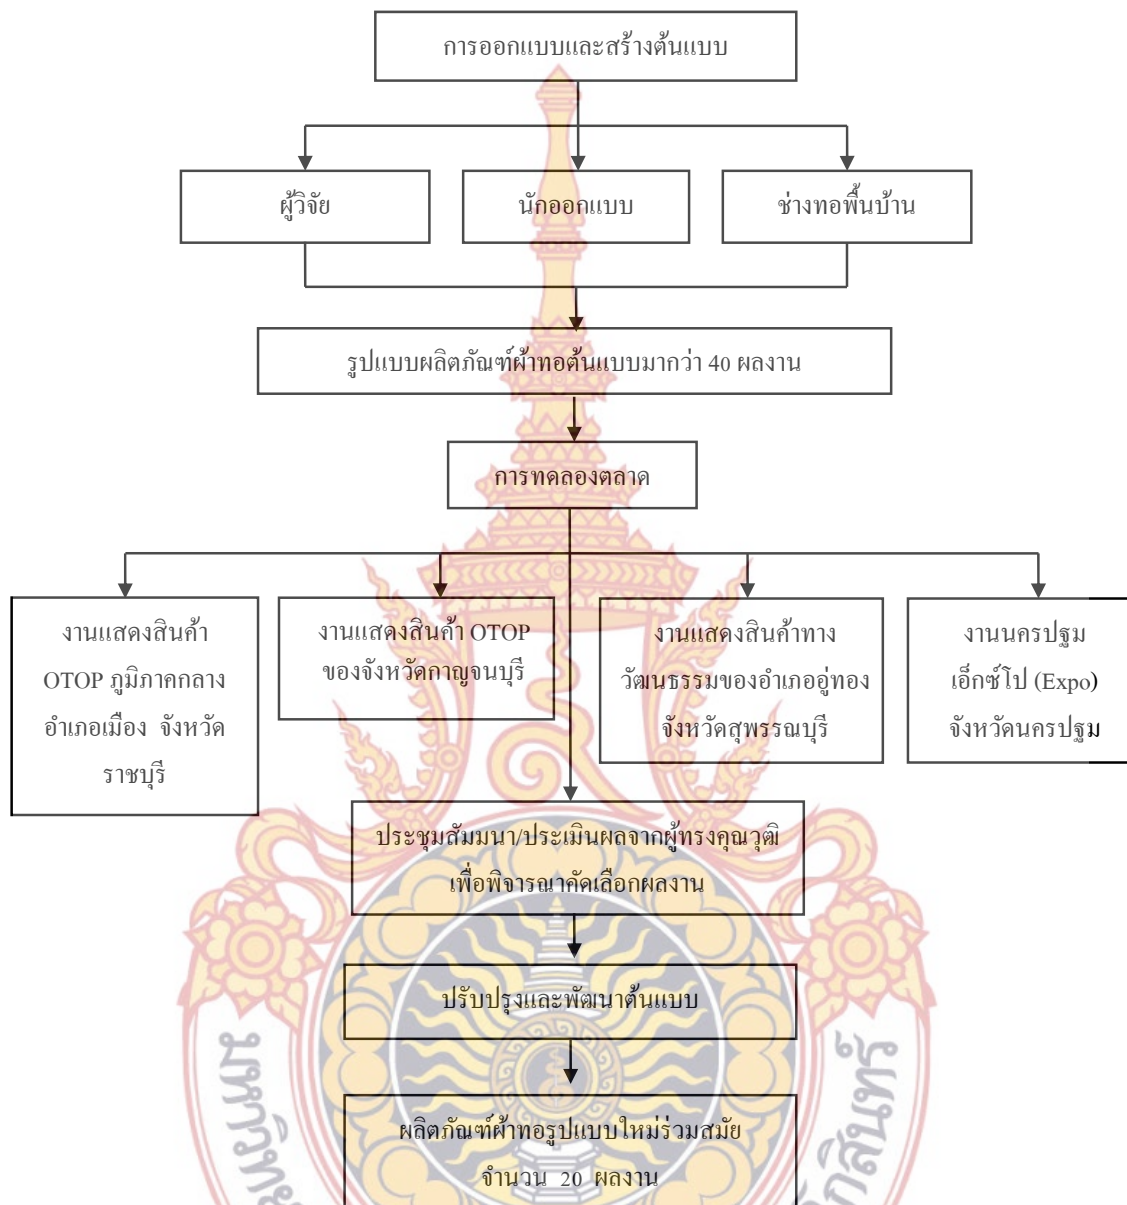 การออกแบบและสร้างต้นแบบ
ผู้วิจัย
นักออกแบบ
ช่างทอพื้นบ้าน
รูปแบบผลิตภัณฑ์ผ้าทอต้นแบบมากว่า 40 ผลงาน
การทดลองตลาด
งานแสดงสินค้า
OTOP ภูมิภาคกลาง
อำเภอเมือง จังหวัด
ราชบุรี
งานแสดงสินค้า OTOP
ของจังหวัดกาญจนบุรี
งานแสดงสินค้าทาง
วัฒนธรรมของอำเภออู่ทอง
จังหวัดสุพรรณบุรี
งานนครปฐม
เอ็กซ์โป (Expo)
จังหวัดนครปฐม
ประชุมสัมมนา/ประเมินผลจากผู้ทรงคุณวุฒิ
เพื่อพิจารณาคัดเลือกผลงาน
ปรับปรุงและพัฒนาต้นแบบ
ผลิตภัณฑ์ผ้าทอรูปแบบใหม่ร่วมสมัย
จำนวน 20 ผลงาน